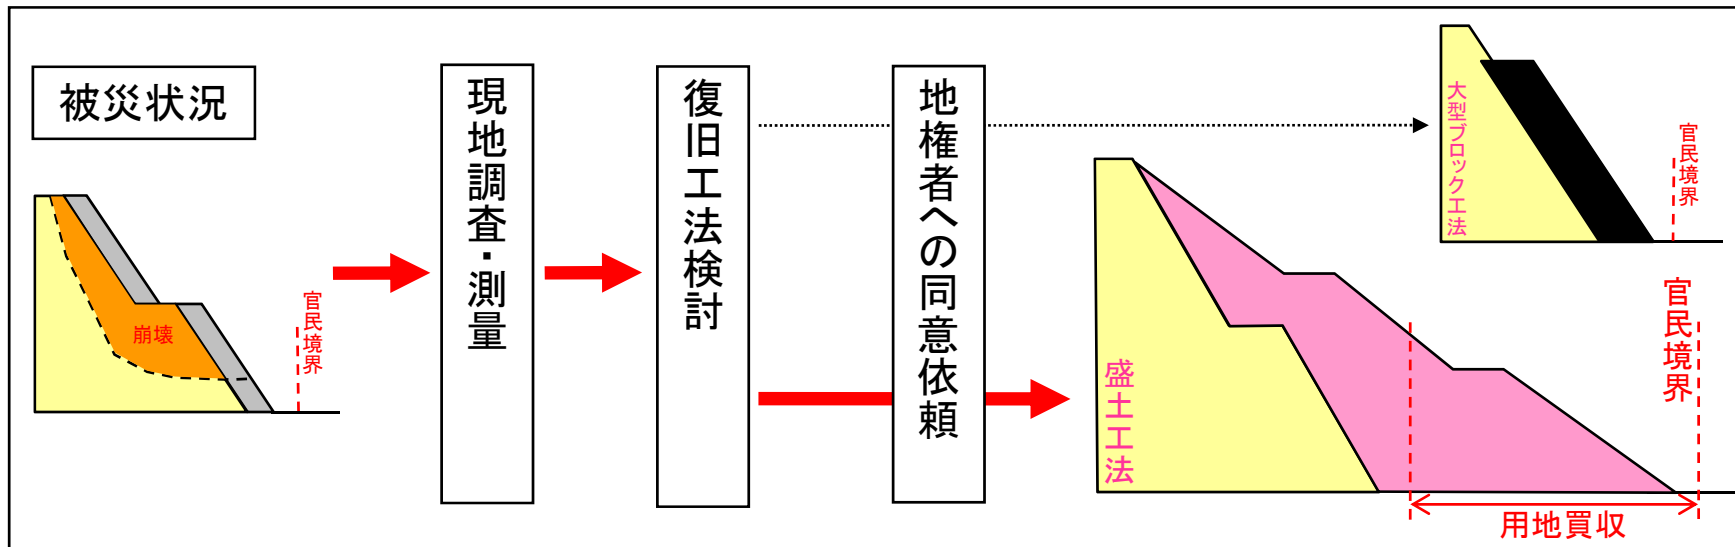 被災状況
崩壊
官民境界
現地調査・測量
復旧工法検討
地権者への同意依頼
大型ブロック工法
官民境界
盛土工法
官民境界
用地買収